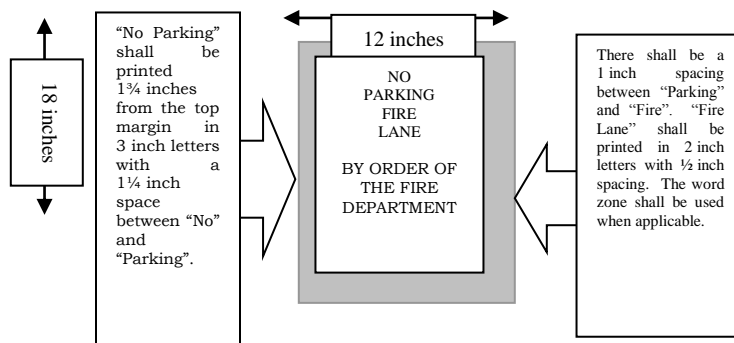 18 inches
“No Parking”
shall be
printed
1¾ inches
from the top
margin in
3 inch letters
with a
1¼ inch
space
between “No”
and
“Parking”.
12 inches
NO
PARKING
FIRE
LANE
BY ORDER OF
THE FIRE
DEPARTMENT
There shall be a
1 inch spacing
between “Parking”
and “Fire”. “Fire
Lane” shall be
printed in 2 inch
letters with ½ inch
spacing. The word
zone shall be used
when applicable.